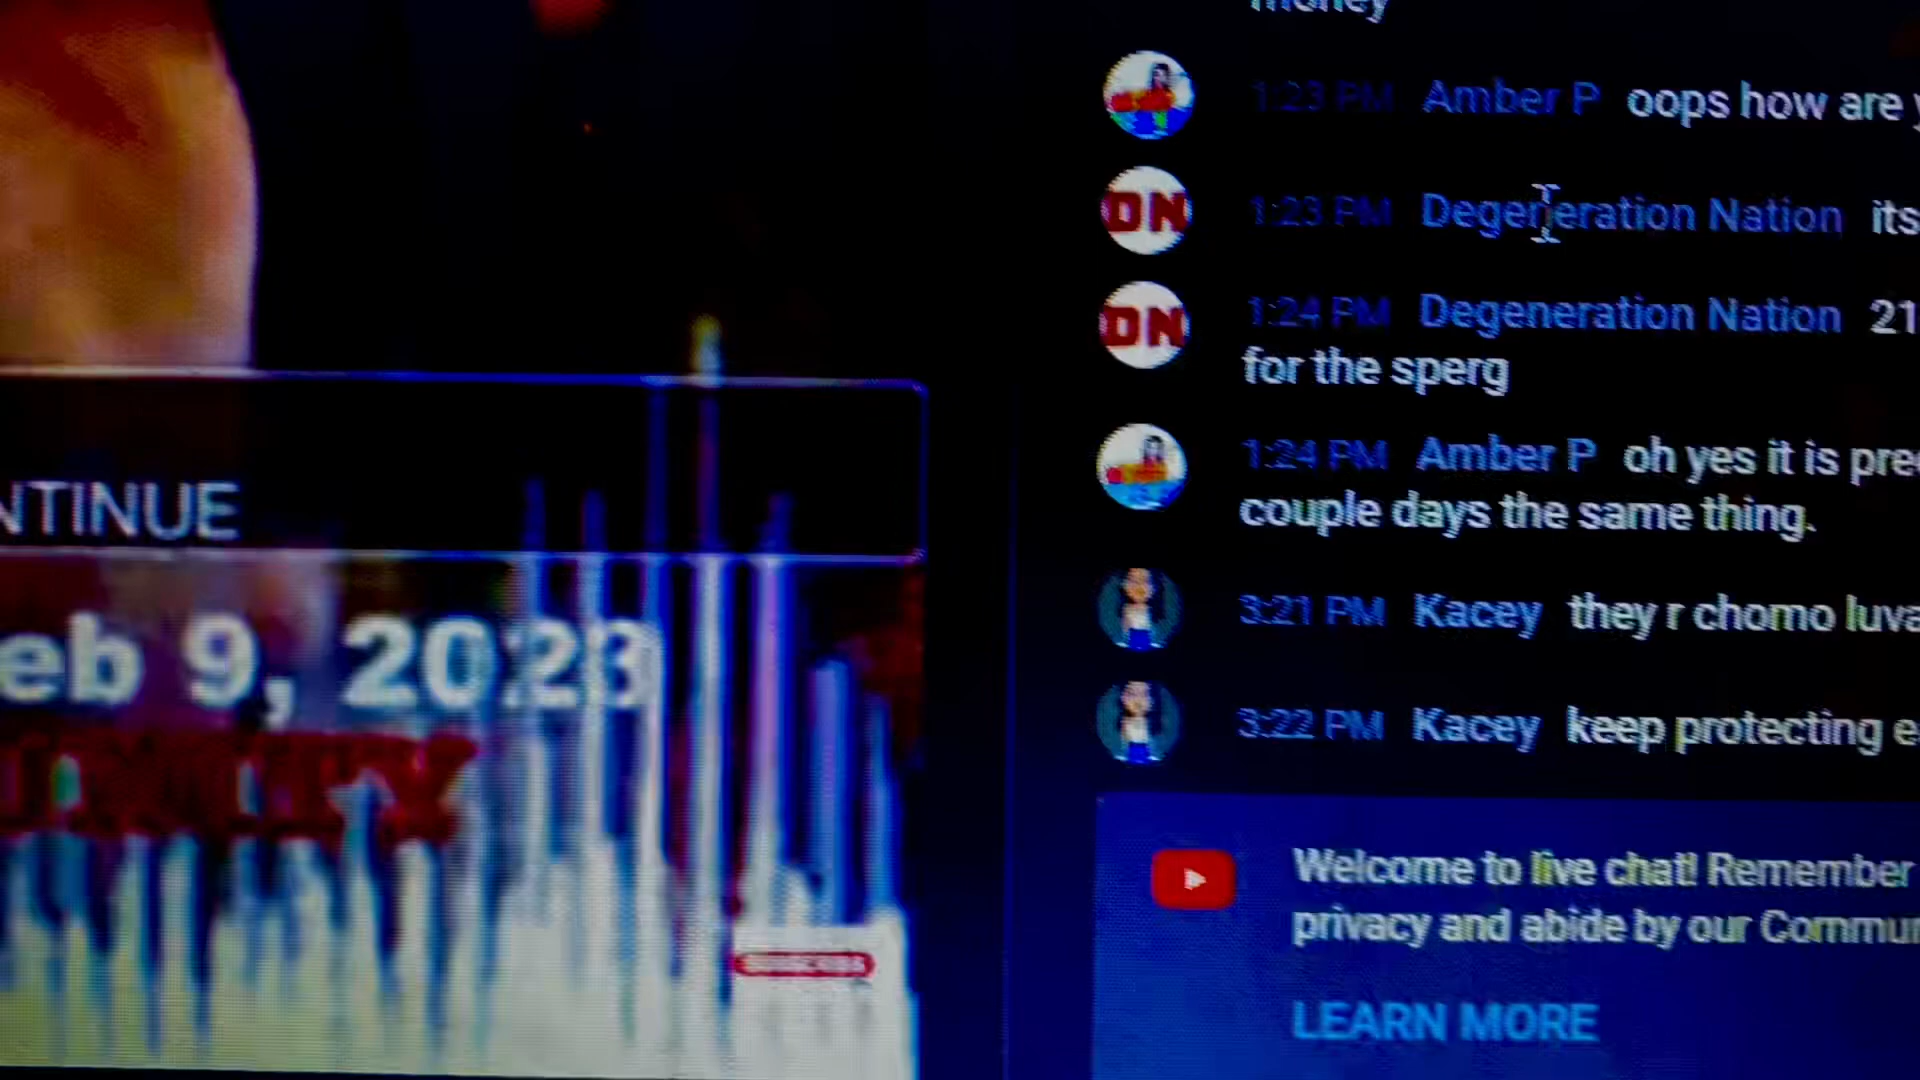 money
1:23 PM Amber P oops how are
DN 1:23 PM Degeneration Nation its
DN 1:24 PM Degeneration Nation 21
for the sperg
1:24 PM Amber P oh yes it is pre
couple days the same thing.
3:21 PM Kacey they r chomo luva
3:22 PM Kacey keep protecting e
Welcome to live chat! Remember
privacy and abide by our Commun
LEARN MORE
NTINUE
eb 9, 2023
SUBSCRIBE